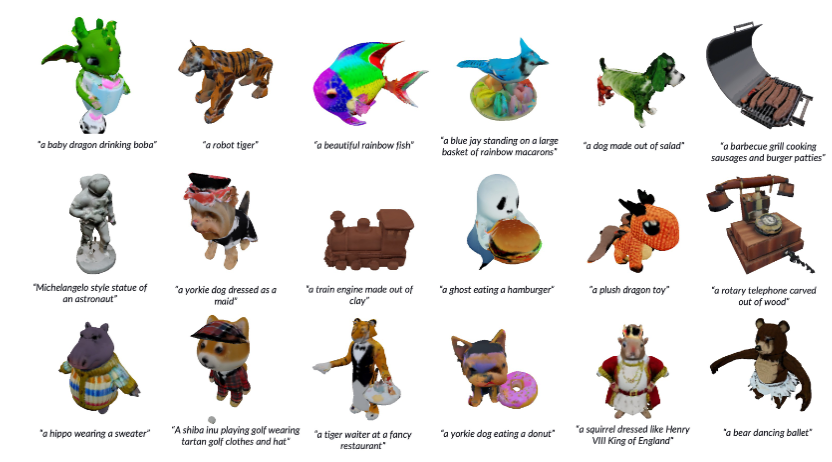 "a baby dragon drinking boba"
"a robot tiger"
"a beautiful rainbow fish"
"a blue jay standing on a large
basket of rainbow macarons"
"a dog made out of salad"
"a barbecue grill cooking
sausages and burger patties"
"Michelangelo style statue of
an astronaut"
"a yorkie dog dressed as a
maid"
"a train engine made out of
clay"
"a ghost eating a hamburger"
"a plush dragon toy"
"a rotary telephone carved
out of wood"
"a hippo wearing a sweater"
"A shiba inu playing golf wearing
tartan golf clothes and hat"
"a tiger waiter at a fancy
restaurant"
"a yorkie dog eating a donut"
"a squirrel dressed like Henry
VIII King of England"
"a bear dancing ballet"